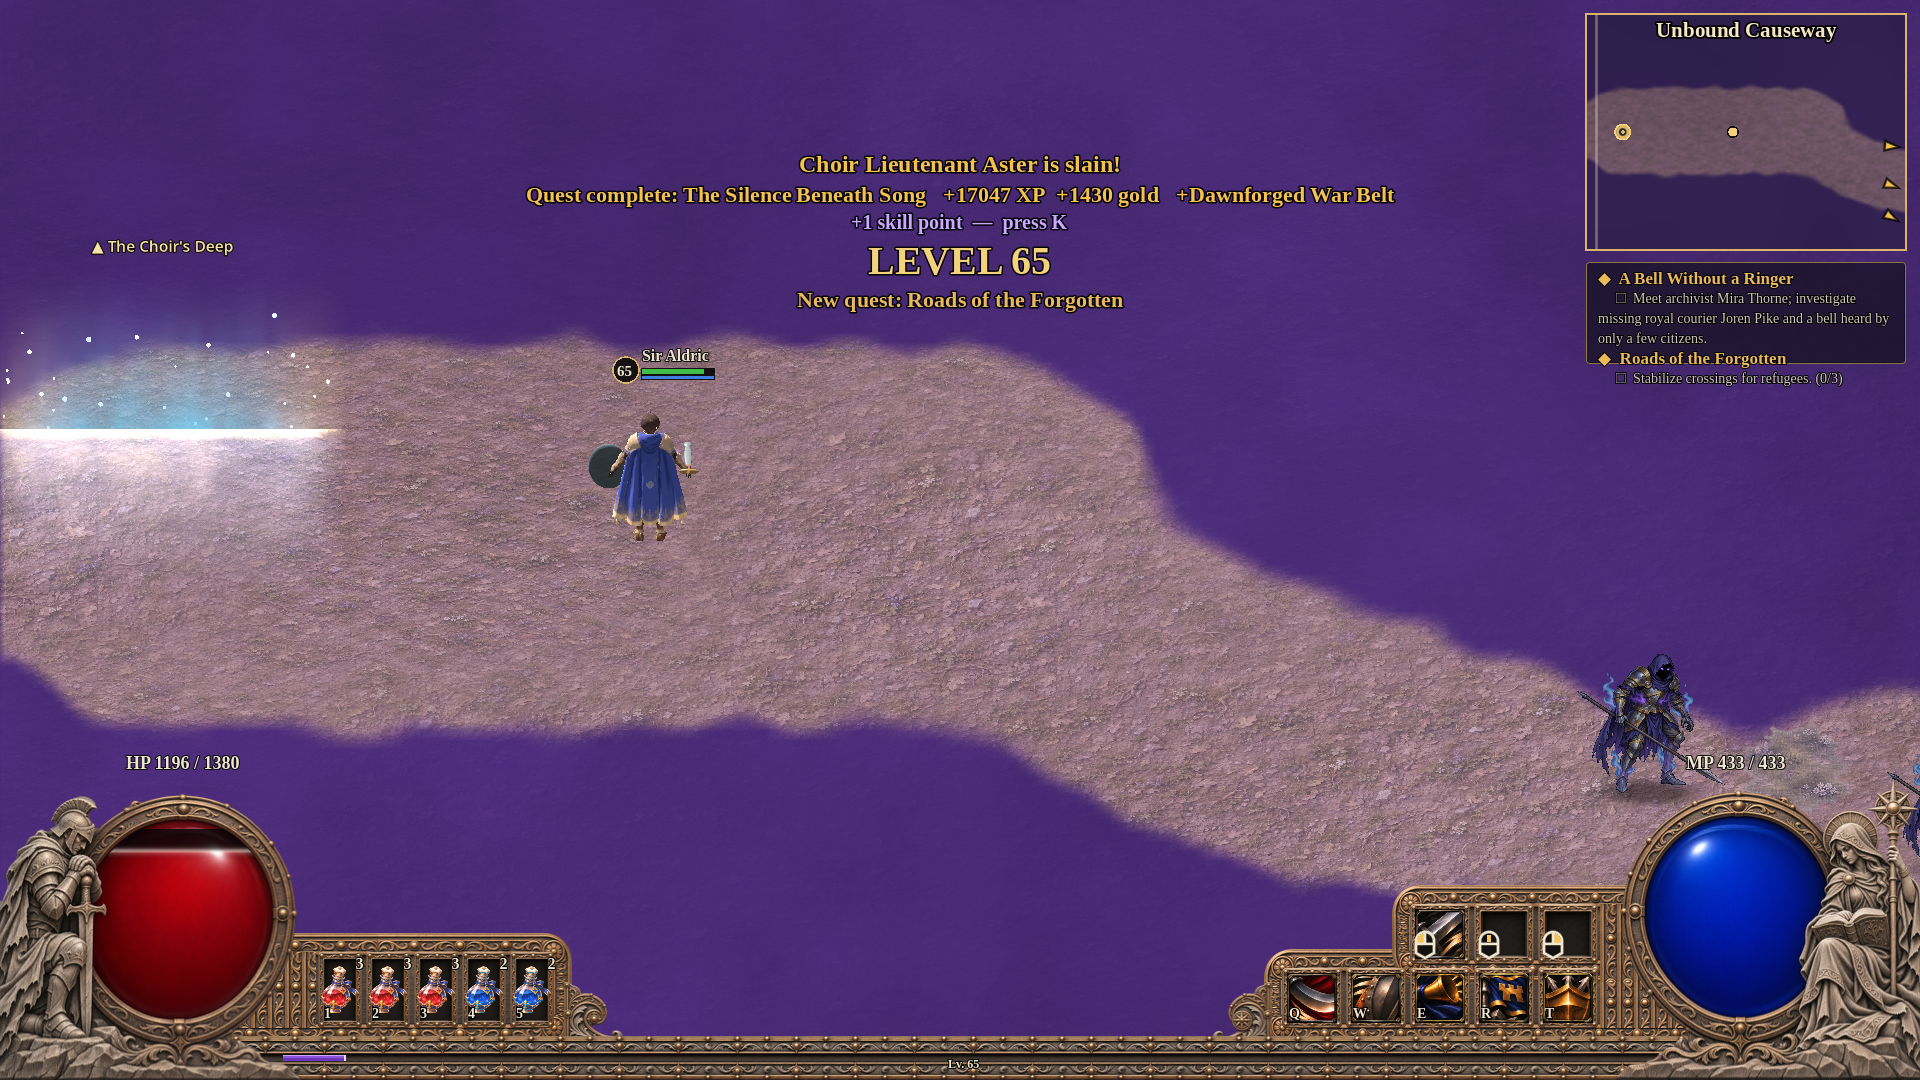 Unbound Causeway
Choir Lieutenant Aster is slain!
Quest complete: The Silence Beneath Song +17047 XP +1430 gold +Dawnforged War Belt
+1 skill point — press K
LEVEL 65
New quest: Roads of the Forgotten
▲ The Choir's Deep
◆ A Bell Without a Ringer
☐ Meet archivist Mira Thorne; investigate
missing royal courier Joren Pike and a bell heard by
only a few citizens.
◆ Roads of the Forgotten
☐ Stabilize crossings for refugees. (0/3)
Sir Aldric
65
HP 1196 / 1380
MP 433 / 433
3 3 3 2 2
1 2 3 4 5
Q W E R T
Lv. 65